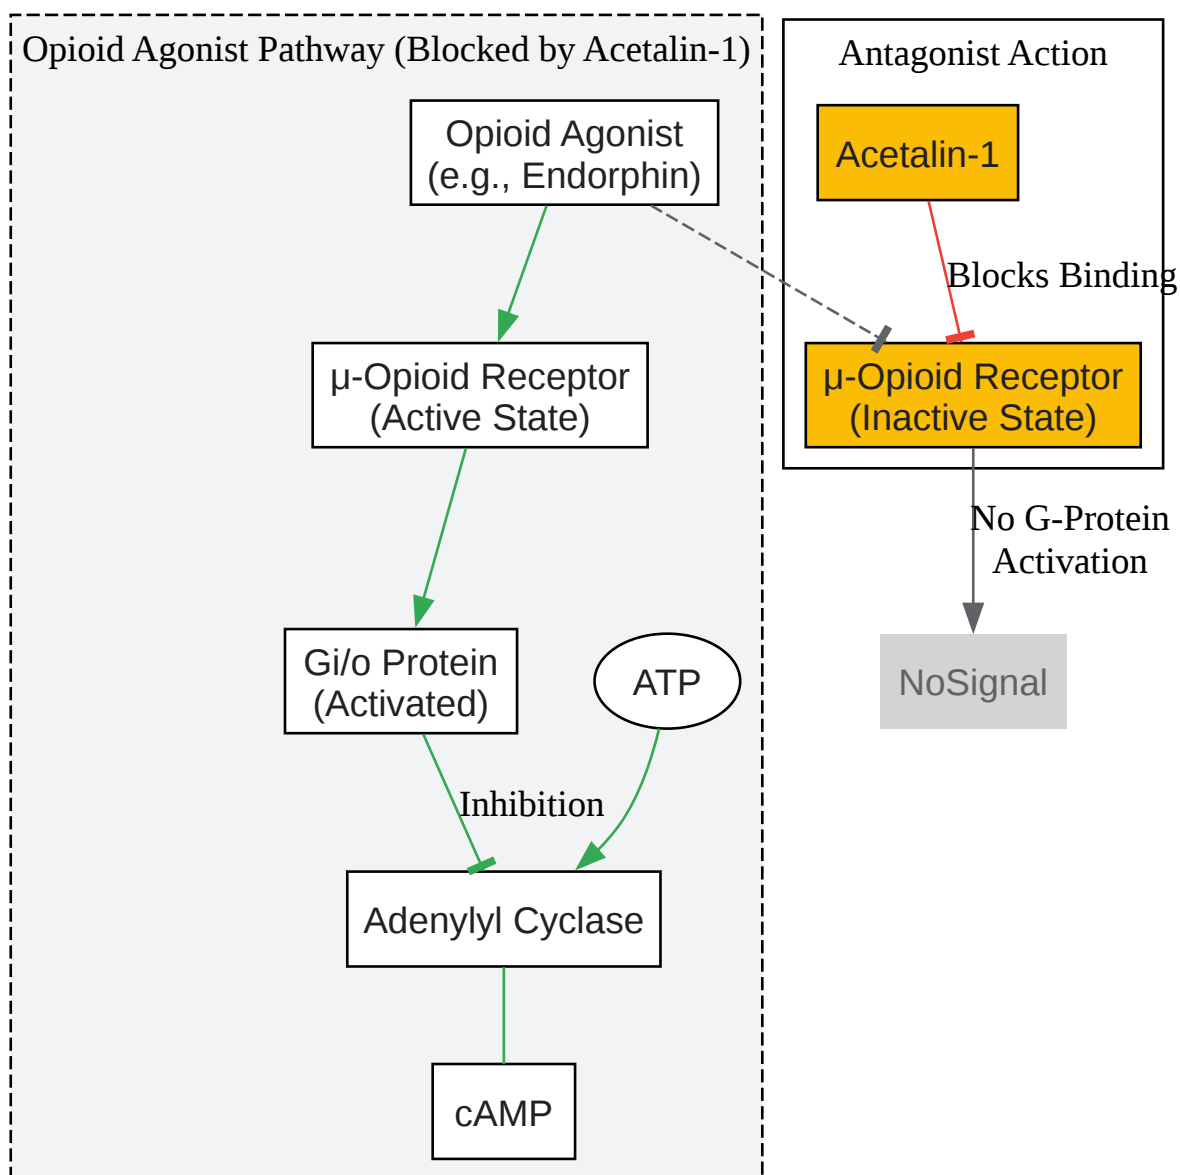 Opioid Agonist Pathway (Blocked by Acetalin-1)
Antagonist Action
Opioid Agonist
(e.g., Endorphin)
Acetalin-1
Blocks Binding
μ-Opioid Receptor
(Active State)
μ-Opioid Receptor
(Inactive State)
No G-Protein
Activation
Gi/o Protein
(Activated)
ATP
NoSignal
Inhibition
Adenylyl Cyclase
cAMP